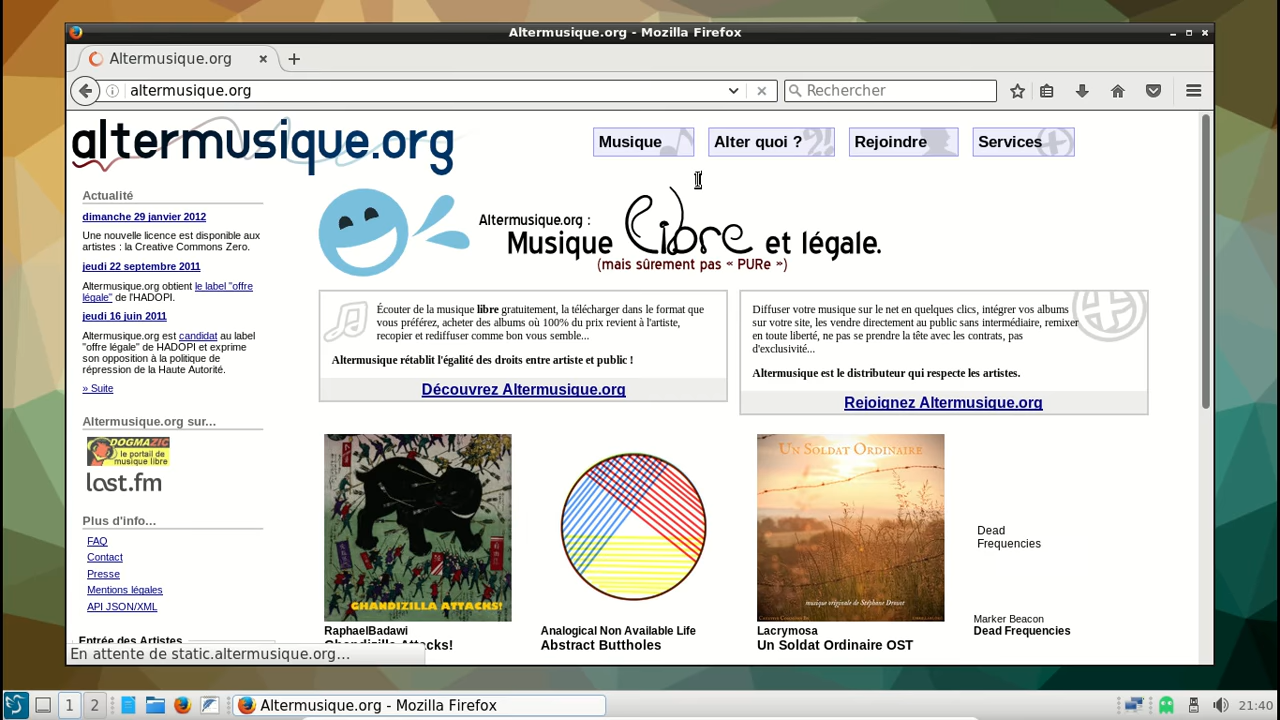 Altermusique.org - Mozilla Firefox
Altermusique.org
altermusique.org
Rechercher
altermusique.org
Musique
Alter quoi ?
Rejoindre
Services
Actualité
dimanche 29 janvier 2012
Une nouvelle licence est disponible aux
artistes : la Creative Commons Zero.
jeudi 22 septembre 2011
Altermusique.org obtient le label "offre
légale" de l'HADOPI.
jeudi 16 juin 2011
Altermusique.org est candidat au label
"offre légale" de HADOPI et exprime
son opposition à la politique de
répression de la Haute Autorité.
» Suite
Altermusique.org sur...
DOGMAZIC
le portail de
musique libre
lost.fm
Plus d'info...
FAQ
Contact
Presse
Mentions légales
API JSON/XML
Entrée des Artistes
Altermusique.org :
Musique libre et légale.
(mais sûrement pas « PURe »)
Écouter de la musique libre gratuitement, la télécharger dans le format que
vous préférez, acheter des albums où 100% du prix revient à l'artiste,
recopier et rediffuser comme bon vous semble...
Altermusique rétablit l'égalité des droits entre artiste et public !
Découvrez Altermusique.org
Diffuser votre musique sur le net en quelques clics, intégrer vos albums
sur votre site, les vendre directement au public sans intermédiaire, remixer
en toute liberté, ne pas se prendre la tête avec les contrats, pas
d'exclusivité...
Altermusique est le distributeur qui respecte les artistes.
Rejoignez Altermusique.org
GHANDIZILLA ATTACKS!
RaphaelBadawi
Ghandizilla Attacks!
Analogical Non Available Life
Abstract Buttholes
Un Soldat Ordinaire
musique originale de Stéphane Drouet
Lacrymosa
Un Soldat Ordinaire OST
Dead
Frequencies
Marker Beacon
Dead Frequencies
En attente de static.altermusique.org…
1
2
Altermusique.org - Mozilla Firefox
21:40